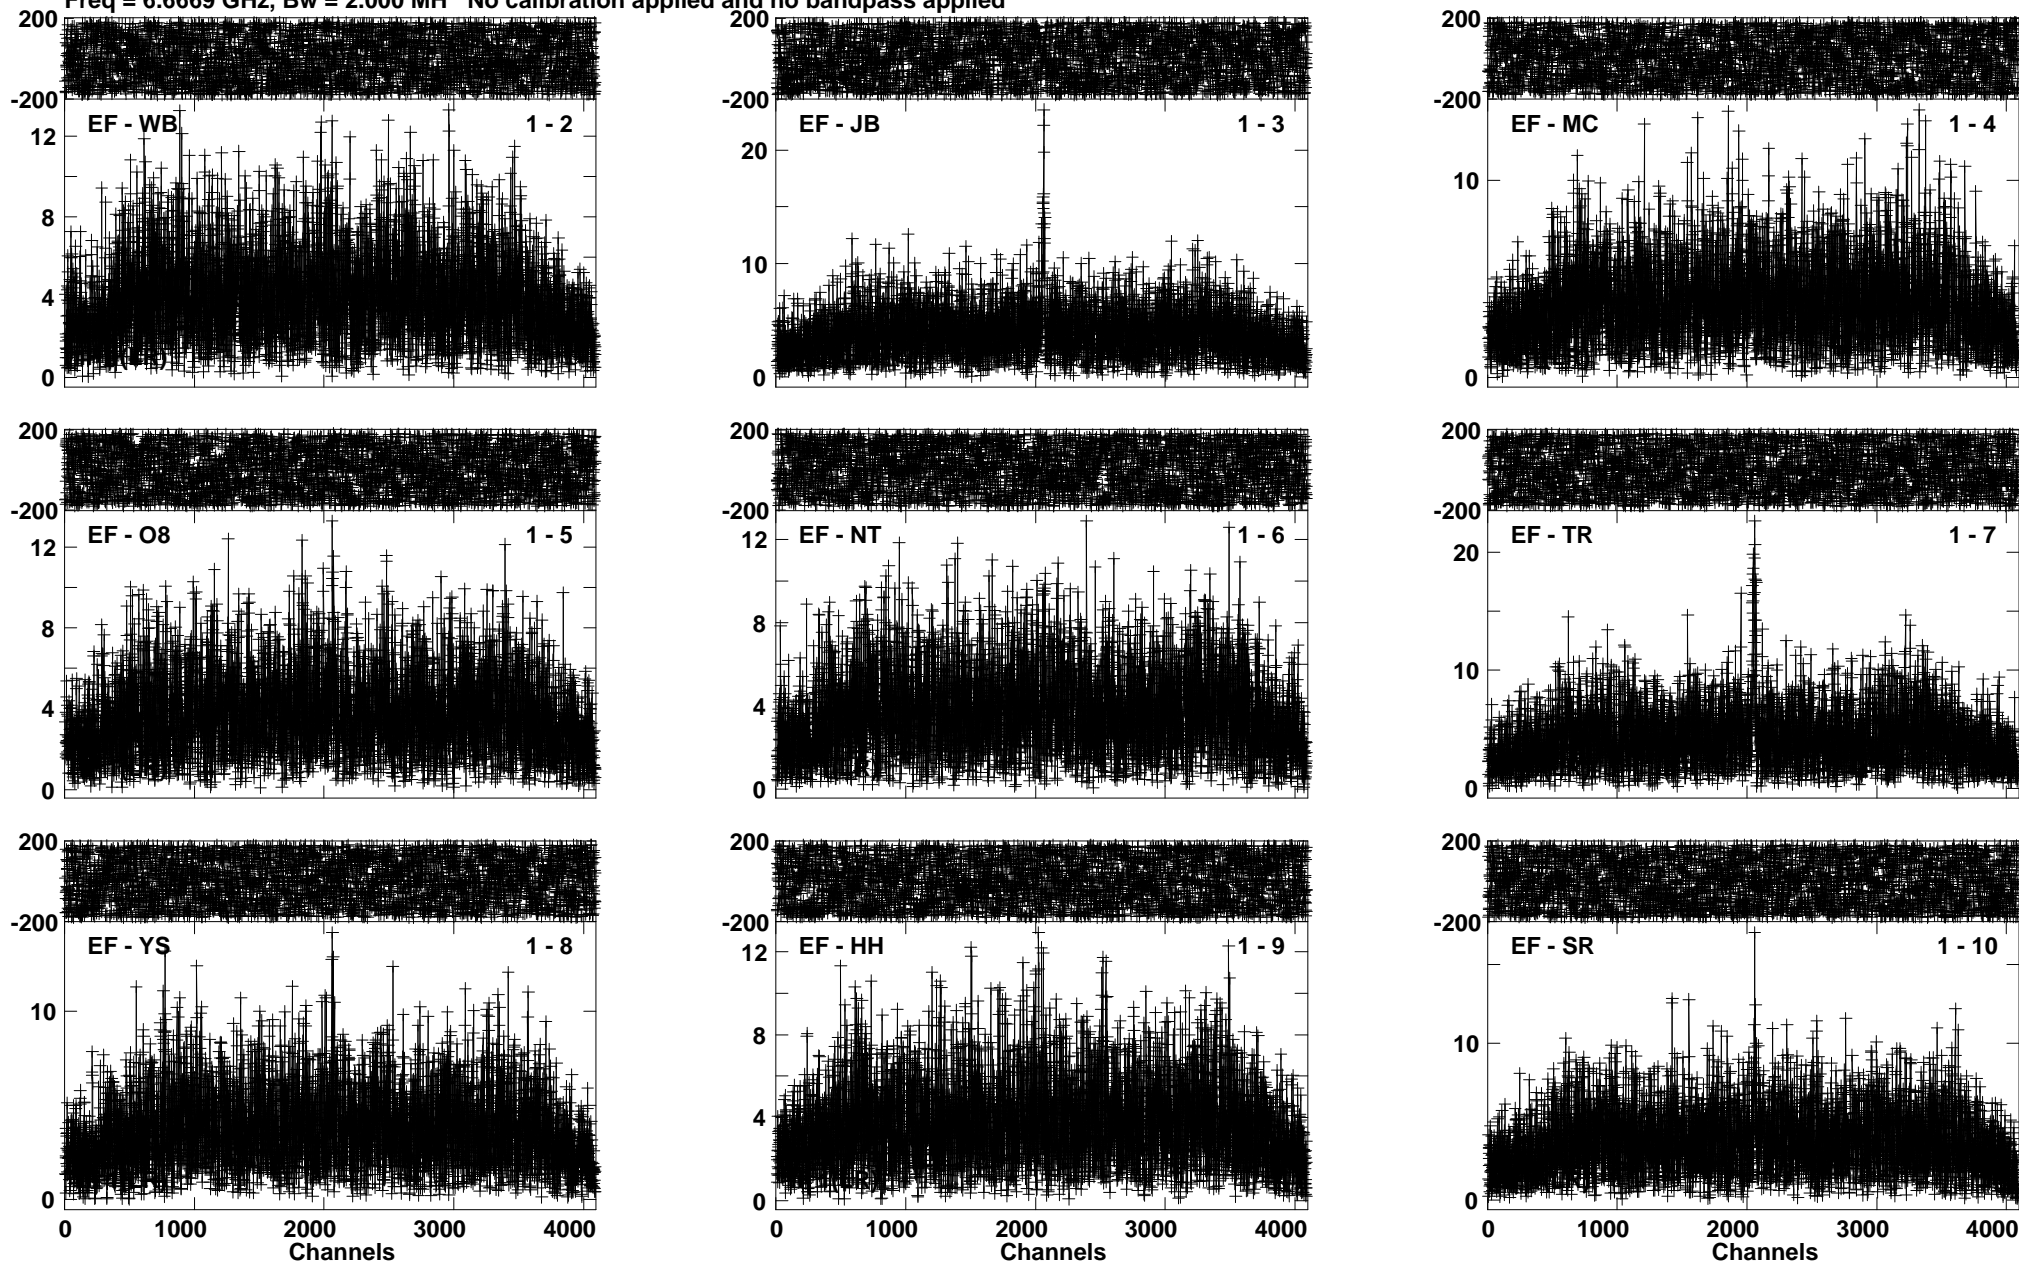 Freq = 6.6669 GHz, Bw = 2.000 MH No calibration applied and no bandpass applied
200 200 200
-200 -200 -200
EF - WB 1 - 2 EF - JB 1 - 3 EF - MC 1 - 4
12 20 10
8 10 0
4 0
0
200 200 200
-200 -200 -200
EF - O8 1 - 5 EF - NT 1 - 6 EF - TR 1 - 7
12 12 20
8 8 10
4 4 0
0 0
200 200 200
-200 -200 -200
EF - YS 1 - 8 EF - HH 1 - 9 EF - SR 1 - 10
10 12 10
0 8 0
4
0
0 1000 2000 3000 4000 0 1000 2000 3000 4000 0 1000 2000 3000 4000
Channels Channels Channels